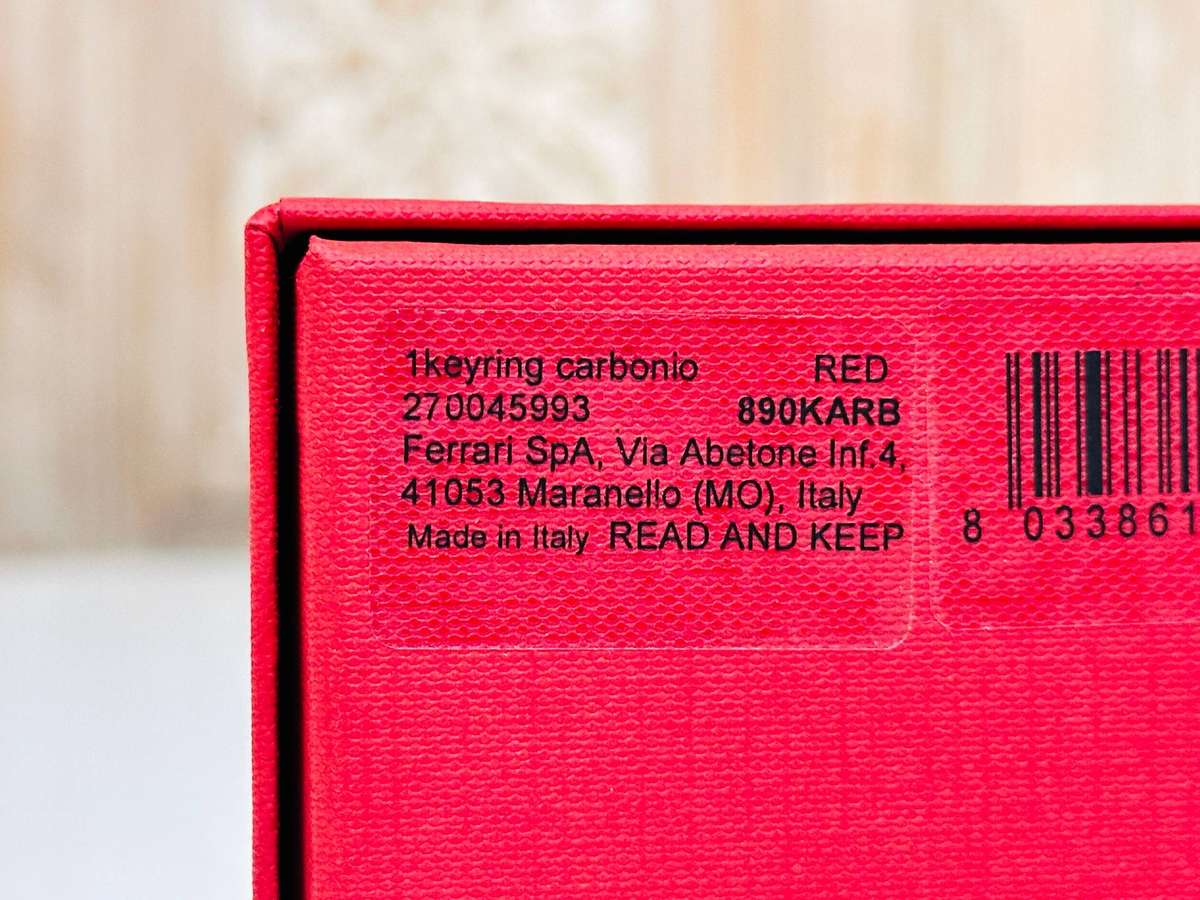 1keyring carbonio RED
270045993 890KARB
Ferrari SpA, Via Abetone Inf.4,
41053 Maranello (MO), Italy
Made in Italy READ AND KEEP
8 033861